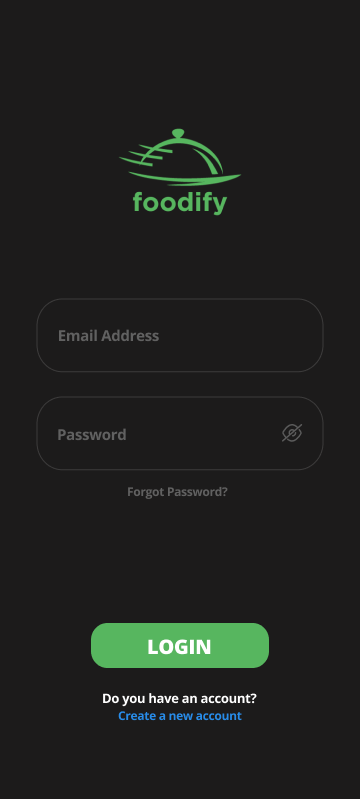 foodify
Email Address
Password
Forgot Password?
LOGIN
Do you have an account?
Create a new account